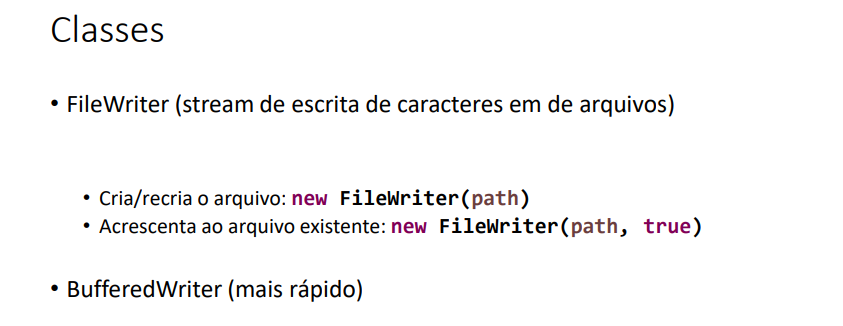 Classes
• FileWriter (stream de escrita de caracteres em de arquivos)
• Cria/recria o arquivo: new FileWriter(path)
• Acrescenta ao arquivo existente: new FileWriter(path, true)
• BufferedWriter (mais rápido)